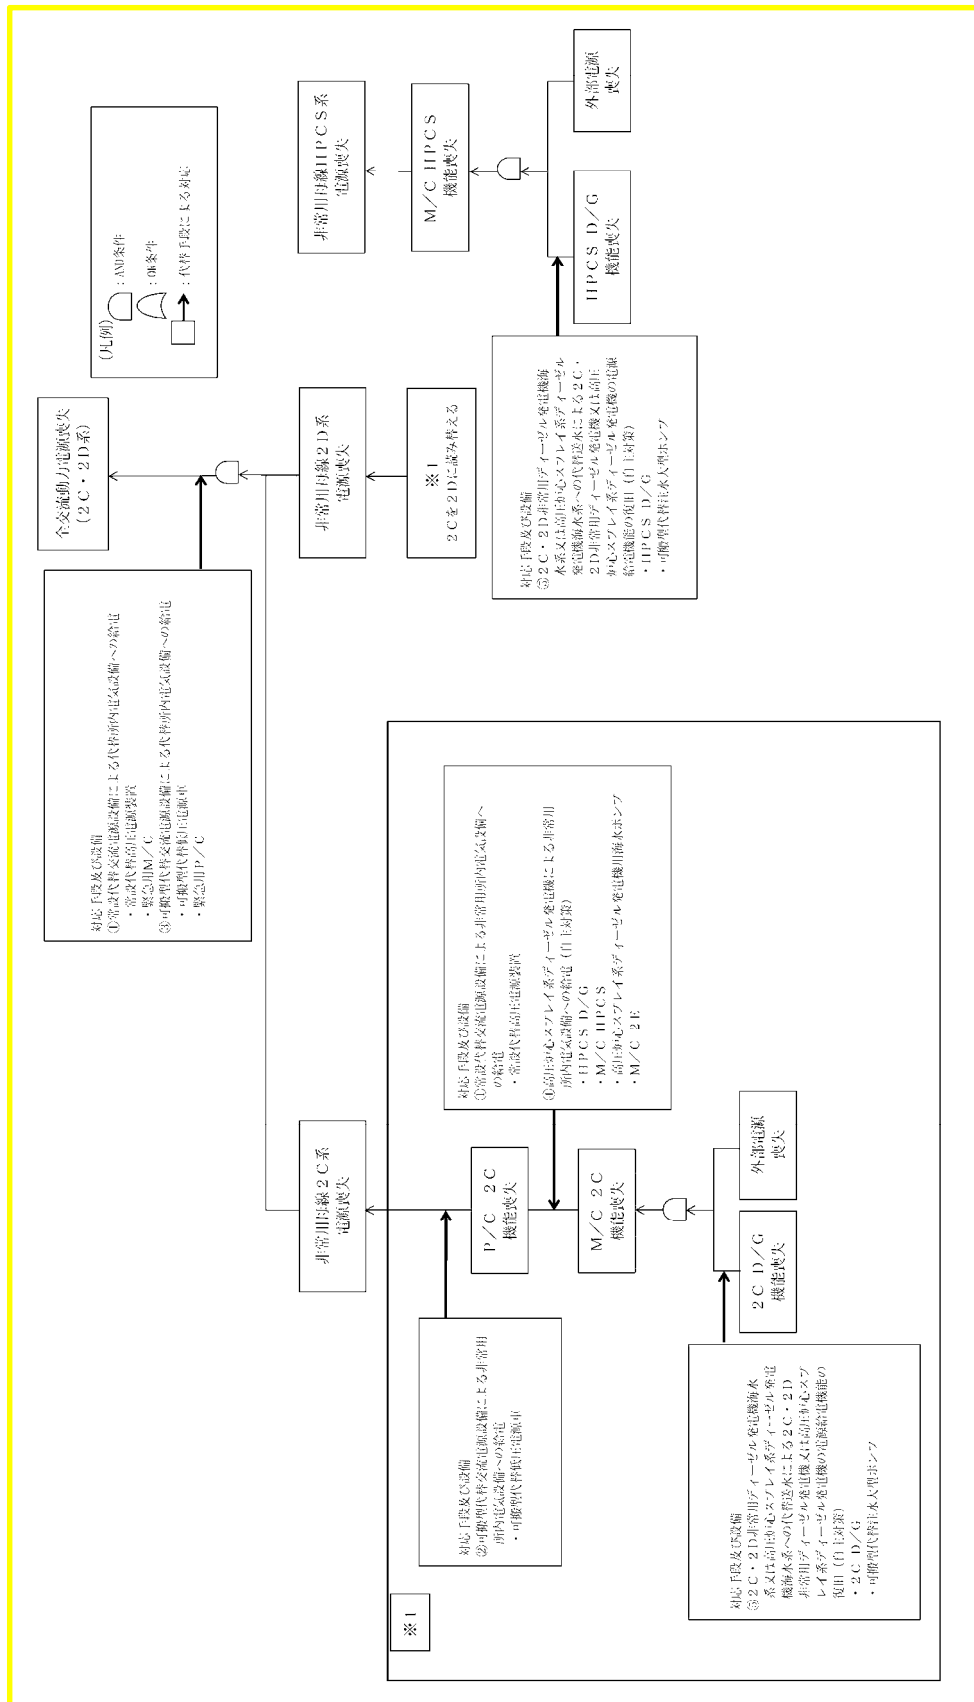 全交流動力電源喪失
(2C・2D系)
(凡例)
：AND条件
：OR条件
：代替手段による対応
対応手段及び設備
①常設代替交流電源設備による代替所内電気設備への給電
・常設代替高圧電源装置
・緊急用M/C
③可搬型代替交流電源設備による代替所内電気設備への給電
・可搬型代替低圧電源車
・緊急用P/C
非常用母線2C系
電源喪失
非常用母線2D系
電源喪失
非常用母線HPCS系
電源喪失
※1
2Cを2Dに読み替える
M/C HPCS
機能喪失
HPCS D/G
機能喪失
外部電源
喪失
対応手段及び設備
⑤2C・2D非常用ディーゼル発電機海
水系又は高圧炉心スプレイ系ディーゼル
発電機海水系への代替送水による2C・
2D非常用ディーゼル発電機又は高圧
炉心スプレイ系ディーゼル発電機の電源
給電機能の復旧(自主対策)
・HPCS D/G
・可搬型代替注水大型ポンプ
※1
対応手段及び設備
②可搬型代替交流電源設備による非常用
所内電気設備への給電
・可搬型代替低圧電源車
P/C 2C
機能喪失
対応手段及び設備
①常設代替交流電源設備による非常用所内電気設備へ
の給電
・常設代替高圧電源装置
高圧炉心スプレイ系ディーゼル発電機による非常用
所内電気設備への給電(自主対策)
・HPCS D/G
・M/C HPCS
・高圧炉心スプレイ系ディーゼル発電機用海水ポンプ
・M/C 2E
M/C 2C
機能喪失
2C D/G
機能喪失
外部電源
喪失
対応手段及び設備
⑤2C・2D非常用ディーゼル発電機海水
系又は高圧炉心スプレイ系ディーゼル発電
機海水系への代替送水による2C・2D
非常用ディーゼル発電機又は高圧炉心スプ
レイ系ディーゼル発電機の電源給電機能の
復旧(自主対策)
・2C D/G
・可搬型代替注水大型ポンプ